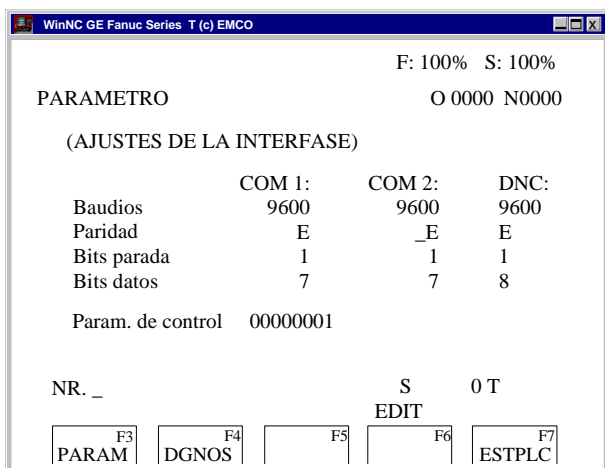 WinNC GE Fanuc Series T (c) EMCO
F: 100% S: 100%
PARAMETRO O 0000 N0000
(AJUSTES DE LA INTERFASE)
COM 1: COM 2: DNC:
Baudios 9600 9600 9600
Paridad E _E E
Bits parada 1 1 1
Bits datos 7 7 8
Param. de control 00000001
NR. _ S 0 T
EDIT
F3 F4 F5 F6 F7
PARAM DGNOS ESTPLC